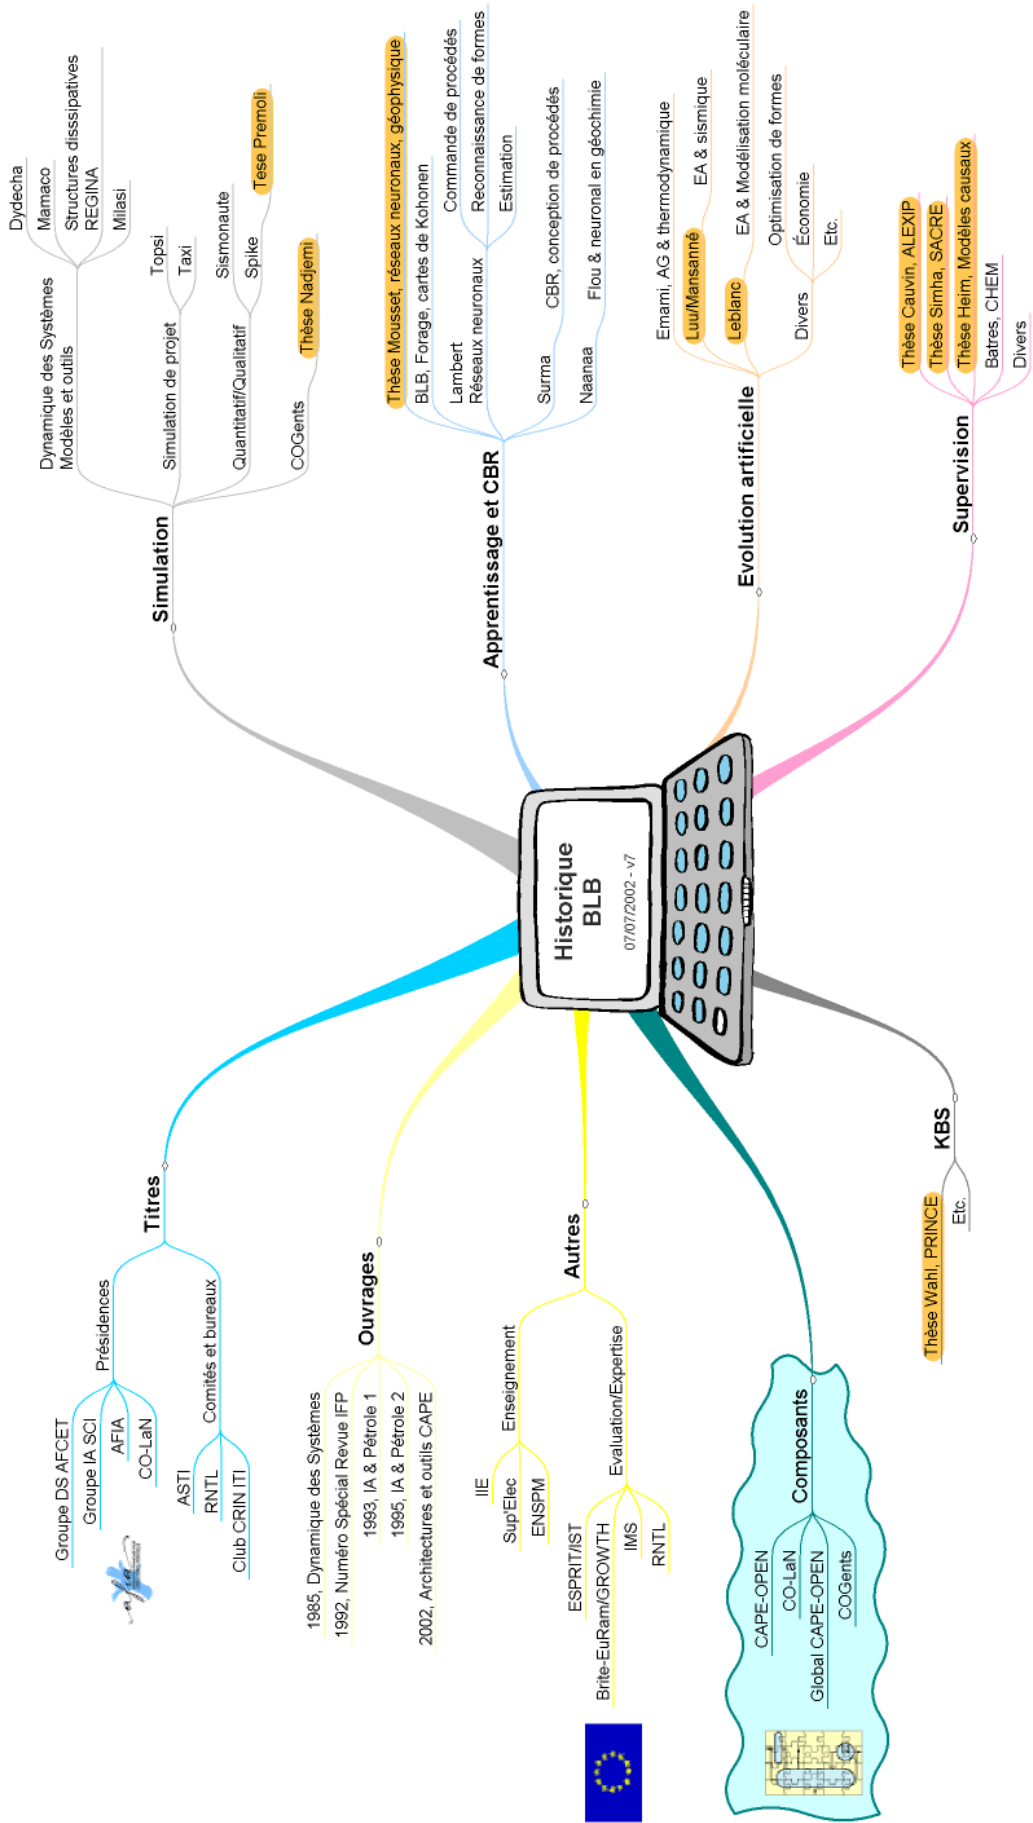 Historique
BLB
07/07/2002 - v7
Titres
Présidences
Groupe DS AFCET
Groupe IA SCI
AFIA
CO-LaN
afia
Comités et bureaux
ASTI
RNTL
Club CRIN ITI
Ouvrages
1985, Dynamique des Systèmes
1992, Numéro Spécial Revue IFP
1993, IA & Pétrole 1
1995, IA & Pétrole 2
2002, Architectures et outils CAPE
Autres
Enseignement
IIE
Sup'Elec
ENSPM
Evaluation/Expertise
ESPRIT/IST
Brite-EuRam/GROWTH
IMS
RNTL
Composants
CAPE-OPEN
CO-LaN
Global CAPE-OPEN
COGents
KBS
Thèse Wahl, PRINCE
Etc.
Simulation
Dynamique des Systèmes
Modèles et outils
Dydecha
Mamaco
Structures disssipatives
REGINA
Milasi
Simulation de projet
Topsi
Taxi
Quantitatif/Qualitatif
Sismonaute
Spike
Tese Premoli
COGents
Thèse Nadjemi
Apprentissage et CBR
Thèse Mousset, réseaux neuronaux, géophysique
BLB, Forage, cartes de Kohonen
Lambert
Réseaux neuronaux
Commande de procédés
Reconnaissance de formes
Estimation
Surma
CBR, conception de procédés
Naanaa
Flou & neuronal en géochimie
Evolution artificielle
Emami, AG & thermodynamique
Luu/Mansanné
EA & sismique
Leblanc
EA & Modélisation moléculaire
Divers
Optimisation de formes
Économie
Etc.
Supervision
Thèse Cauvin, ALEXIP
Thèse Simha, SACRE
Thèse Heim, Modèles causaux
Batres, CHEM
Divers